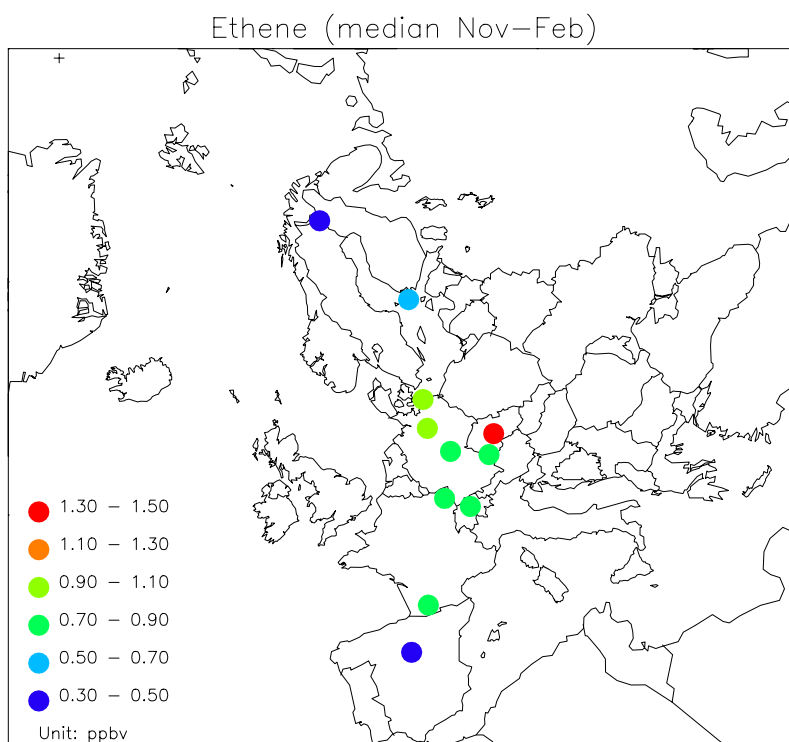 Ethene (median Nov-Feb)
1.30 - 1.50
1.10 - 1.30
0.90 - 1.10
0.70 - 0.90
0.50 - 0.70
0.30 - 0.50
Unit: ppbv